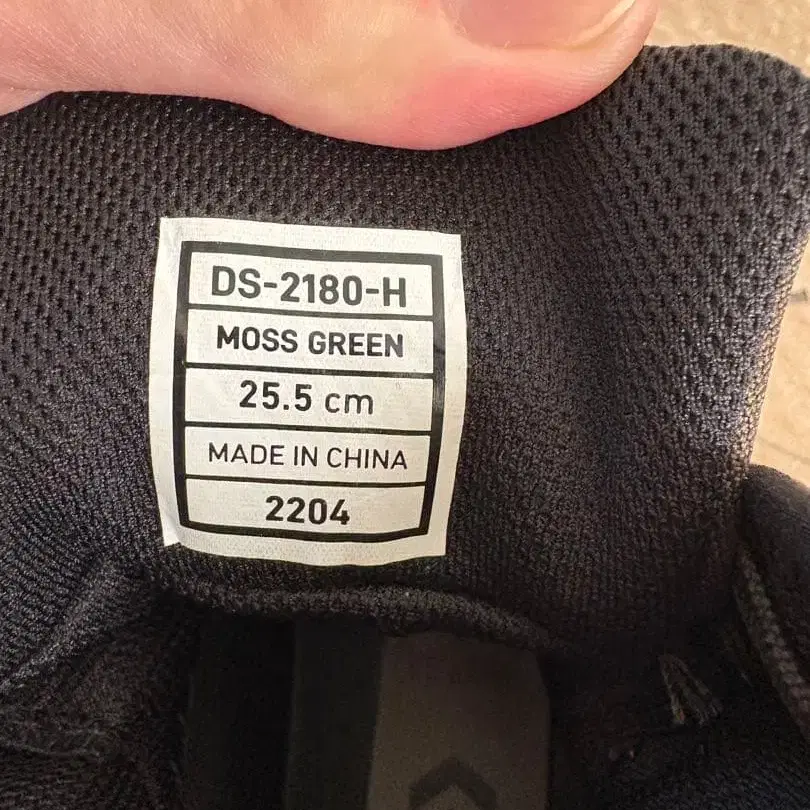 DS-2180-H
MOSS GREEN
25.5 cm
MADE IN CHINA
2204